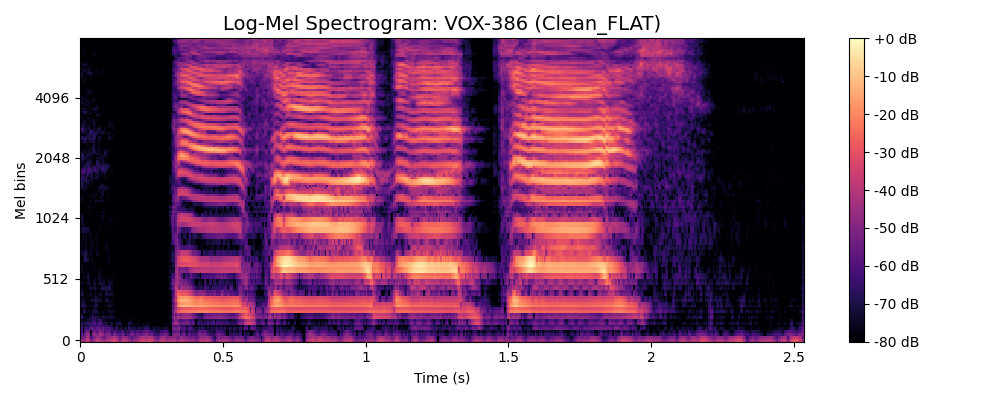 Log-Mel Spectrogram: VOX-386 (Clean_FLAT)
Mel bins
4096
2048
1024
512
0
0
0.5
1
1.5
2
2.5
Time (s)
+0 dB
-10 dB
-20 dB
-30 dB
-40 dB
-50 dB
-60 dB
-70 dB
-80 dB